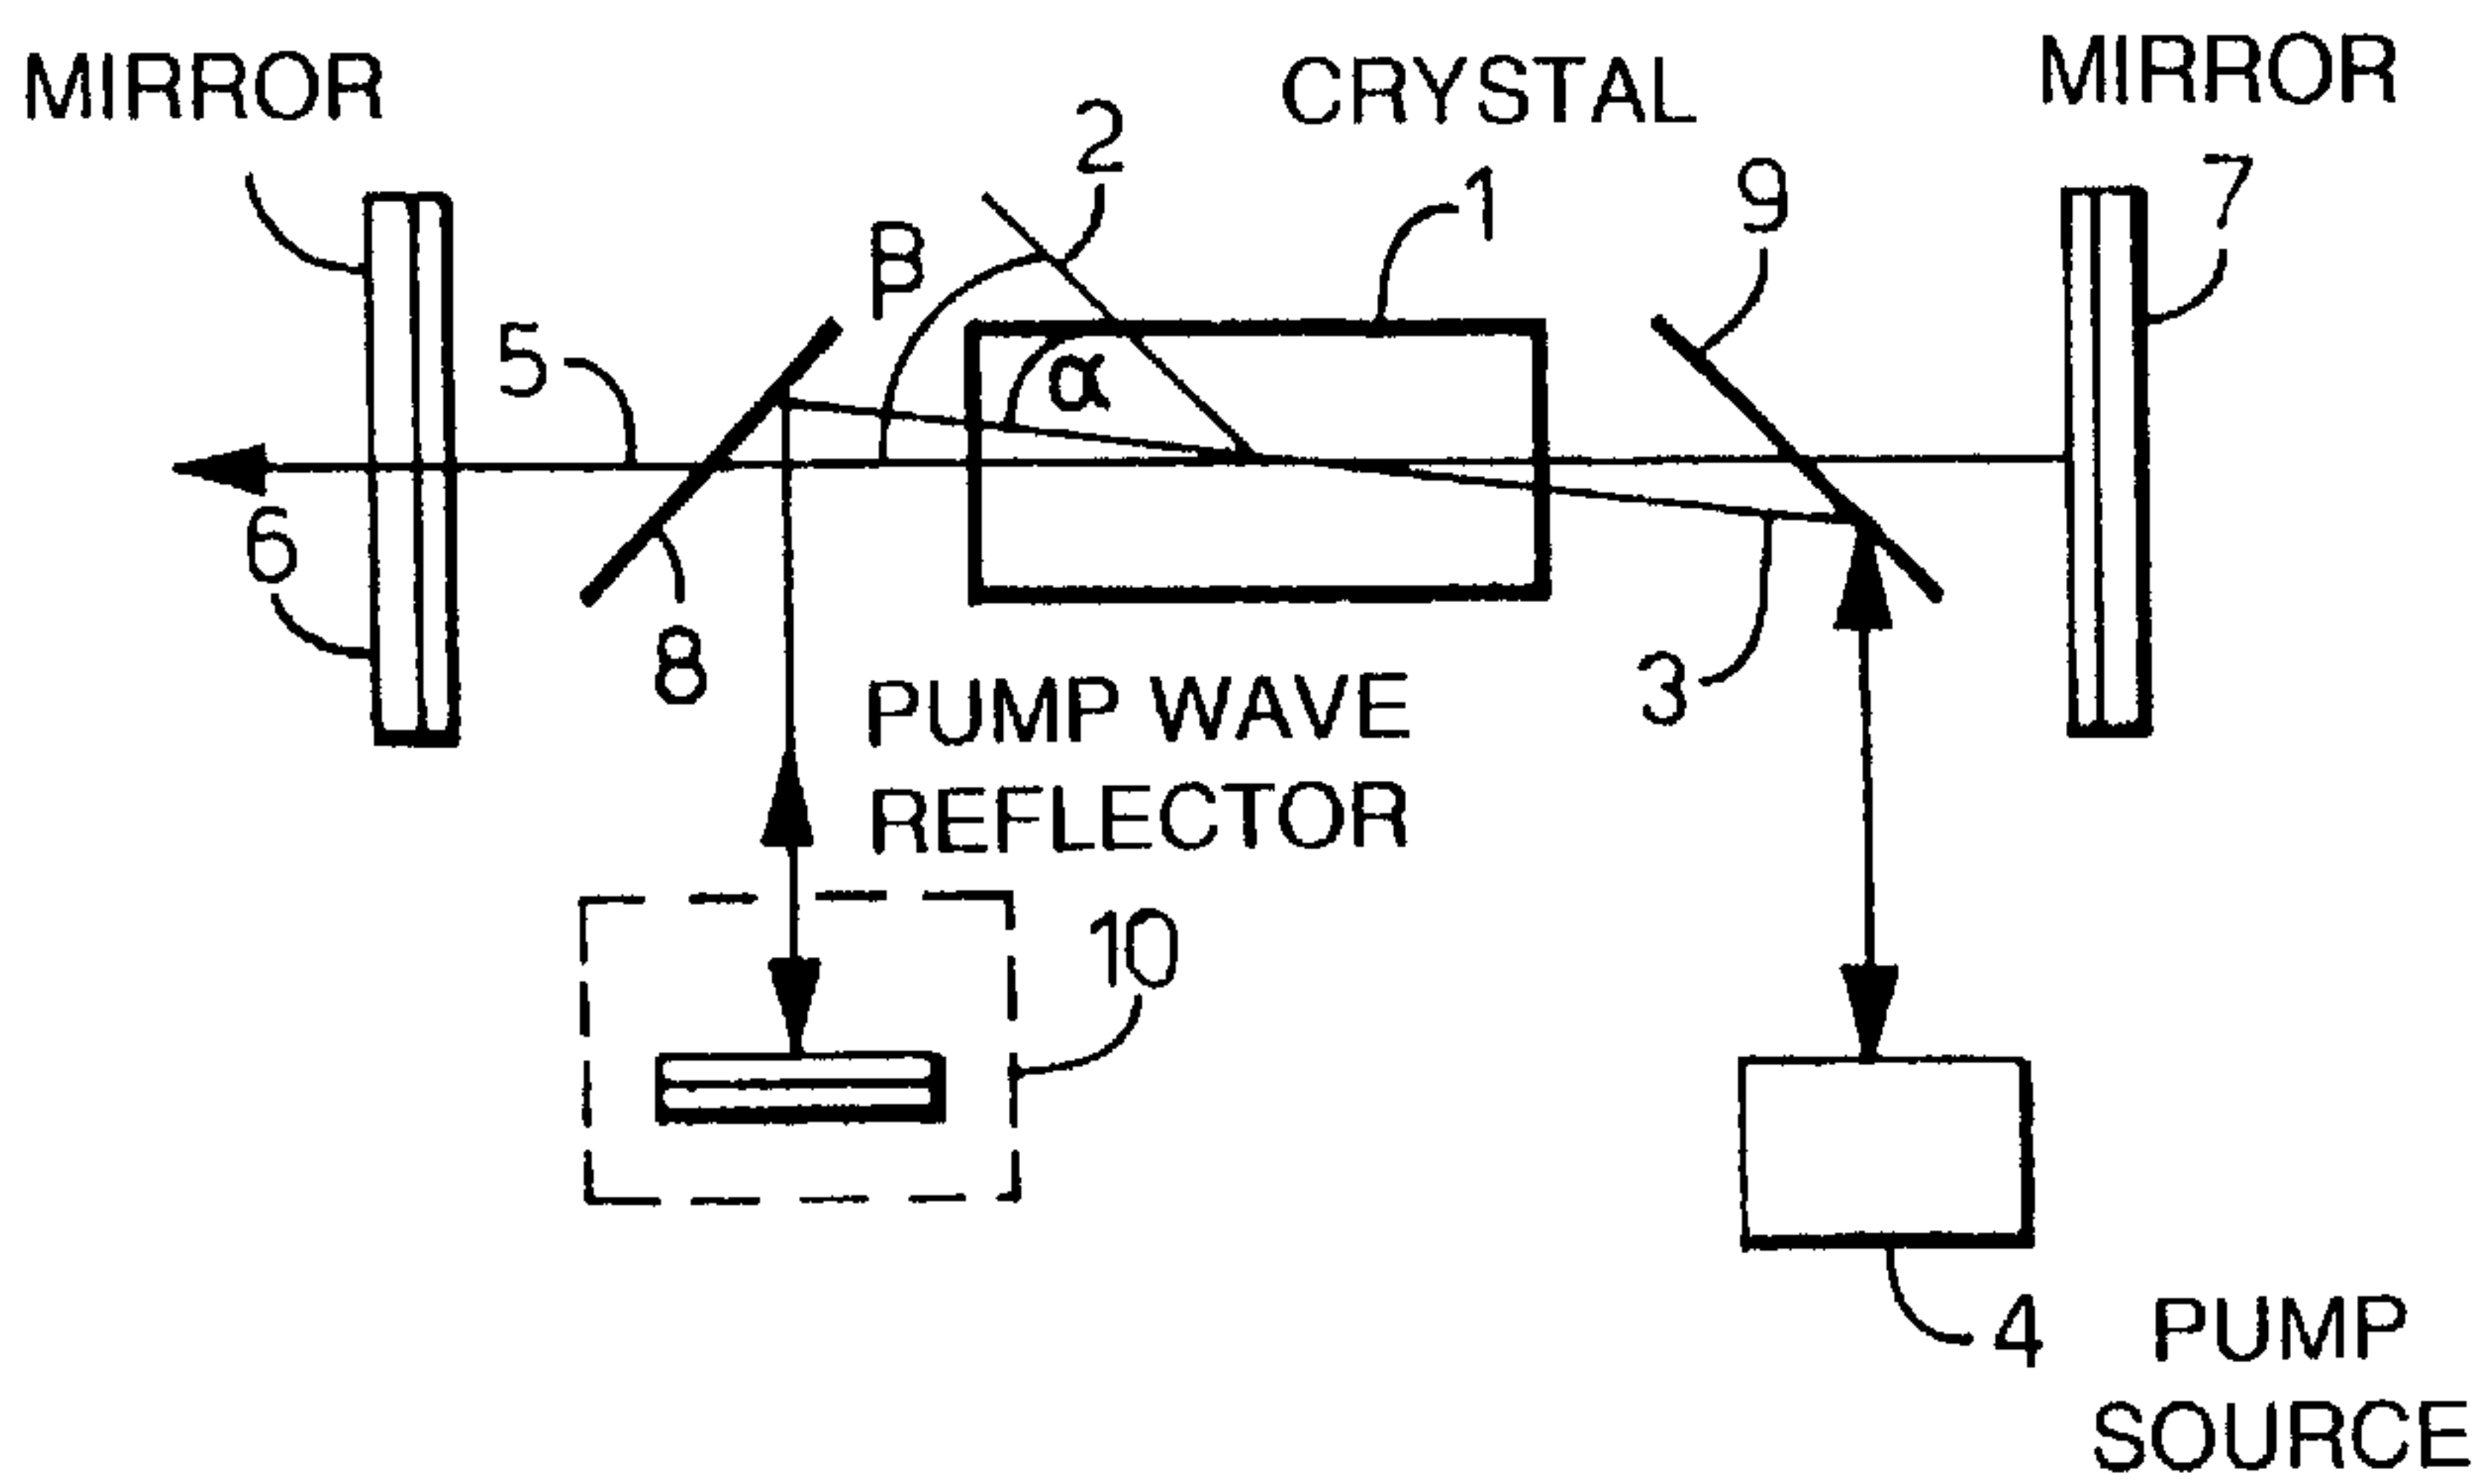 MIRROR
CRYSTAL
MIRROR
2
1
9
7
β
5
α
6
8
3
PUMP WAVE
REFLECTOR
10
4
PUMP
SOURCE